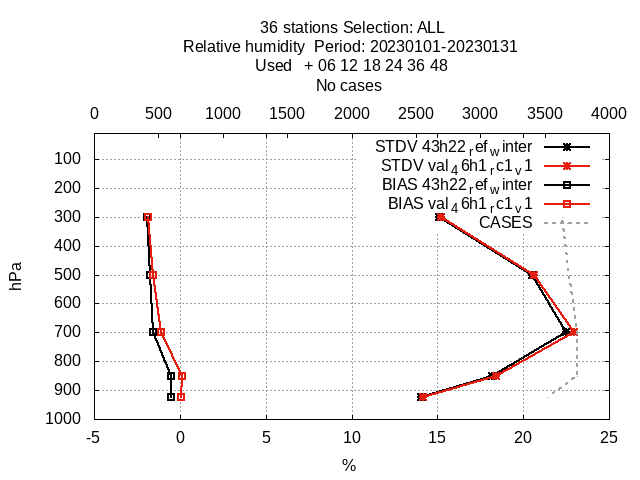 36 stations Selection: ALL
Relative humidity  Period: 20230101-20230131
Used   + 06 12 18 24 36 48
No cases
0 500 1000 1500 2000 2500 3000 3500 4000
STDV 43h22_ref_winter
STDV val_46h1_rc1_v1
BIAS 43h22_ref_winter
BIAS val_46h1_rc1_v1
CASES
100
200
300
400
500
600
700
800
900
1000
hPa
-5 0 5 10 15 20 25
%